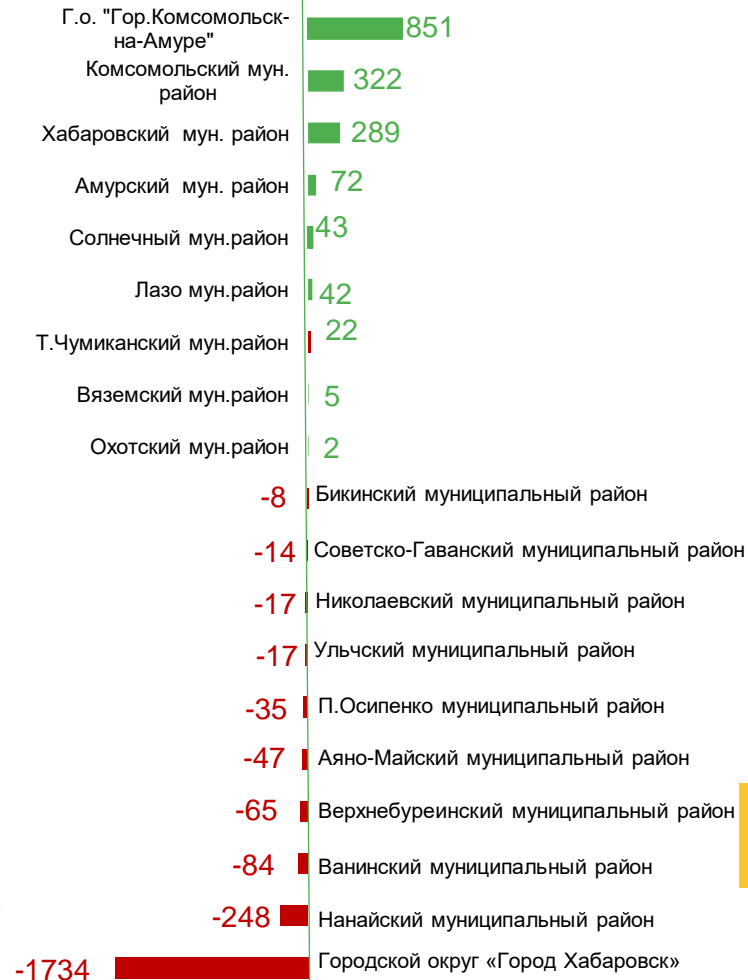 Г.о. "Гор.Комсомольск-
на-Амуре"
851
Комсомольский мун.
район
322
Хабаровский мун. район
289
Амурский мун. район
72
Солнечный мун.район
43
Лазо мун.район
42
Т.Чумиканский мун.район
22
Вяземский мун.район
5
Охотский мун.район
2
-8 Бикинский муниципальный район
-14 Советско-Гаванский муниципальный район
-17 Николаевский муниципальный район
-17 Ульчский муниципальный район
-35 П.Осипенко муниципальный район
-47 Аяно-Майский муниципальный район
-65 Верхнебуреинский муниципальный район
-84 Ванинский муниципальный район
-248 Нанайский муниципальный район
-1734 Городской округ «Город Хабаровск»